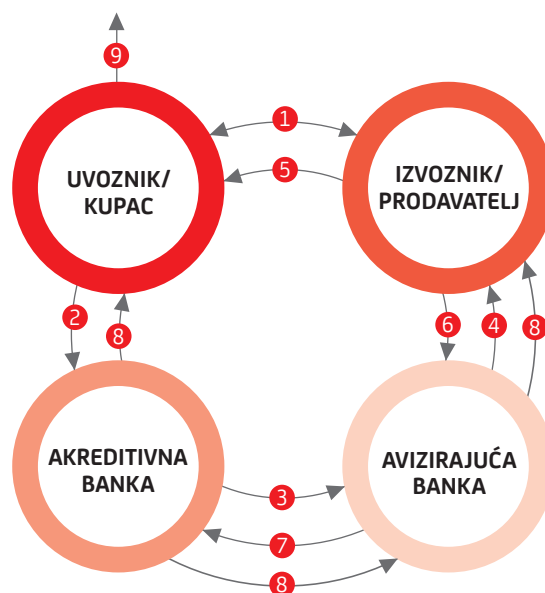 9
1
5
UVOZNIK/
KUPAC
IZVOZNIK/
PRODAVATELJ
2
8
6
4
8
AKREDITIVNA
BANKA
AVIZIRAJUĆA
BANKA
3
7
8